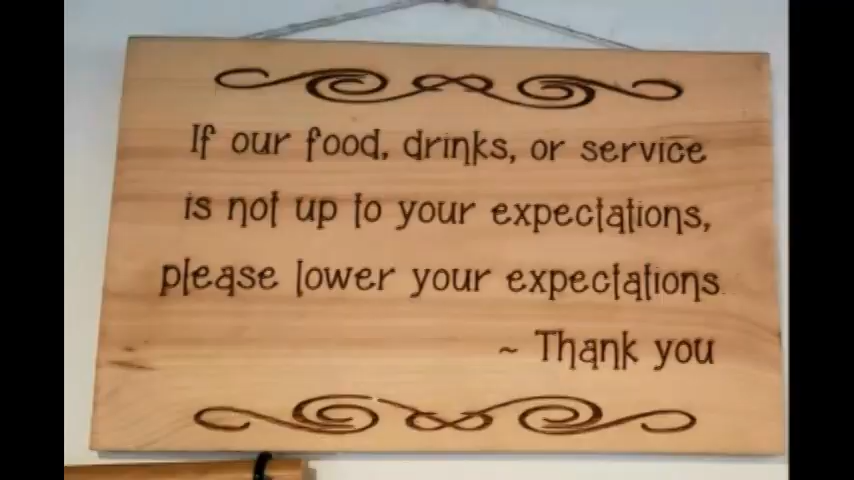 If our food, drinks, or service
is not up to your expectations,
please lower your expectations.
~ Thank you